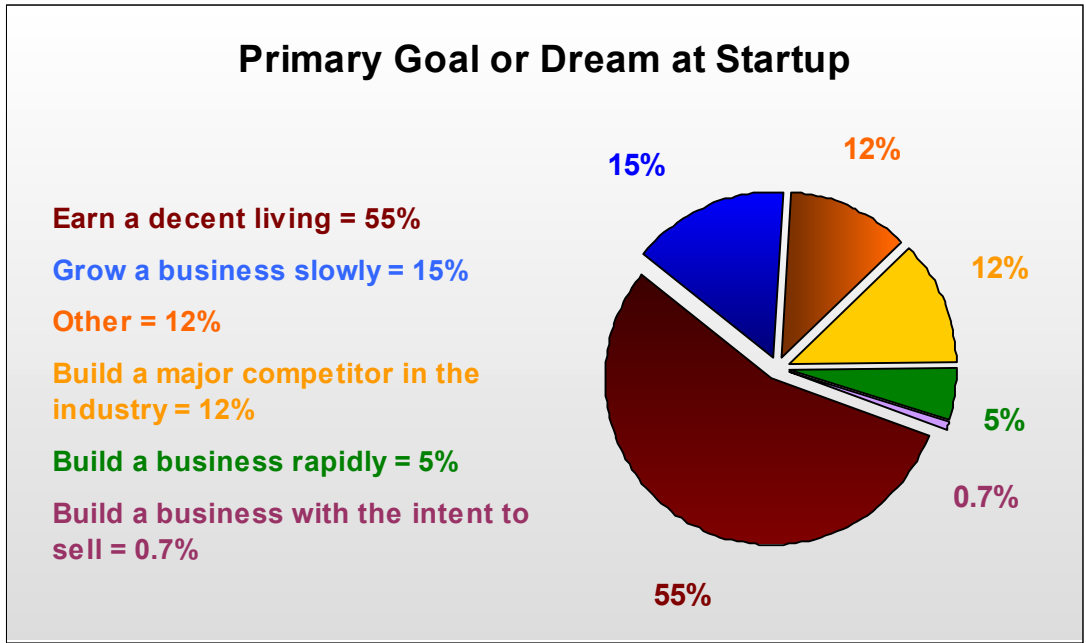 Primary Goal or Dream at Startup
Earn a decent living = 55%
Grow a business slowly = 15%
Other = 12%
Build a major competitor in the
industry = 12%
Build a business rapidly = 5%
Build a business with the intent to
sell = 0.7%
15%
12%
12%
5%
0.7%
55%